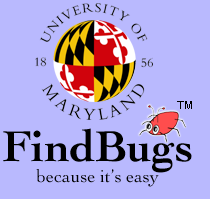 UNIVERSITY OF
18 56
MARYLAND
TM
FindBugs
because it's easy